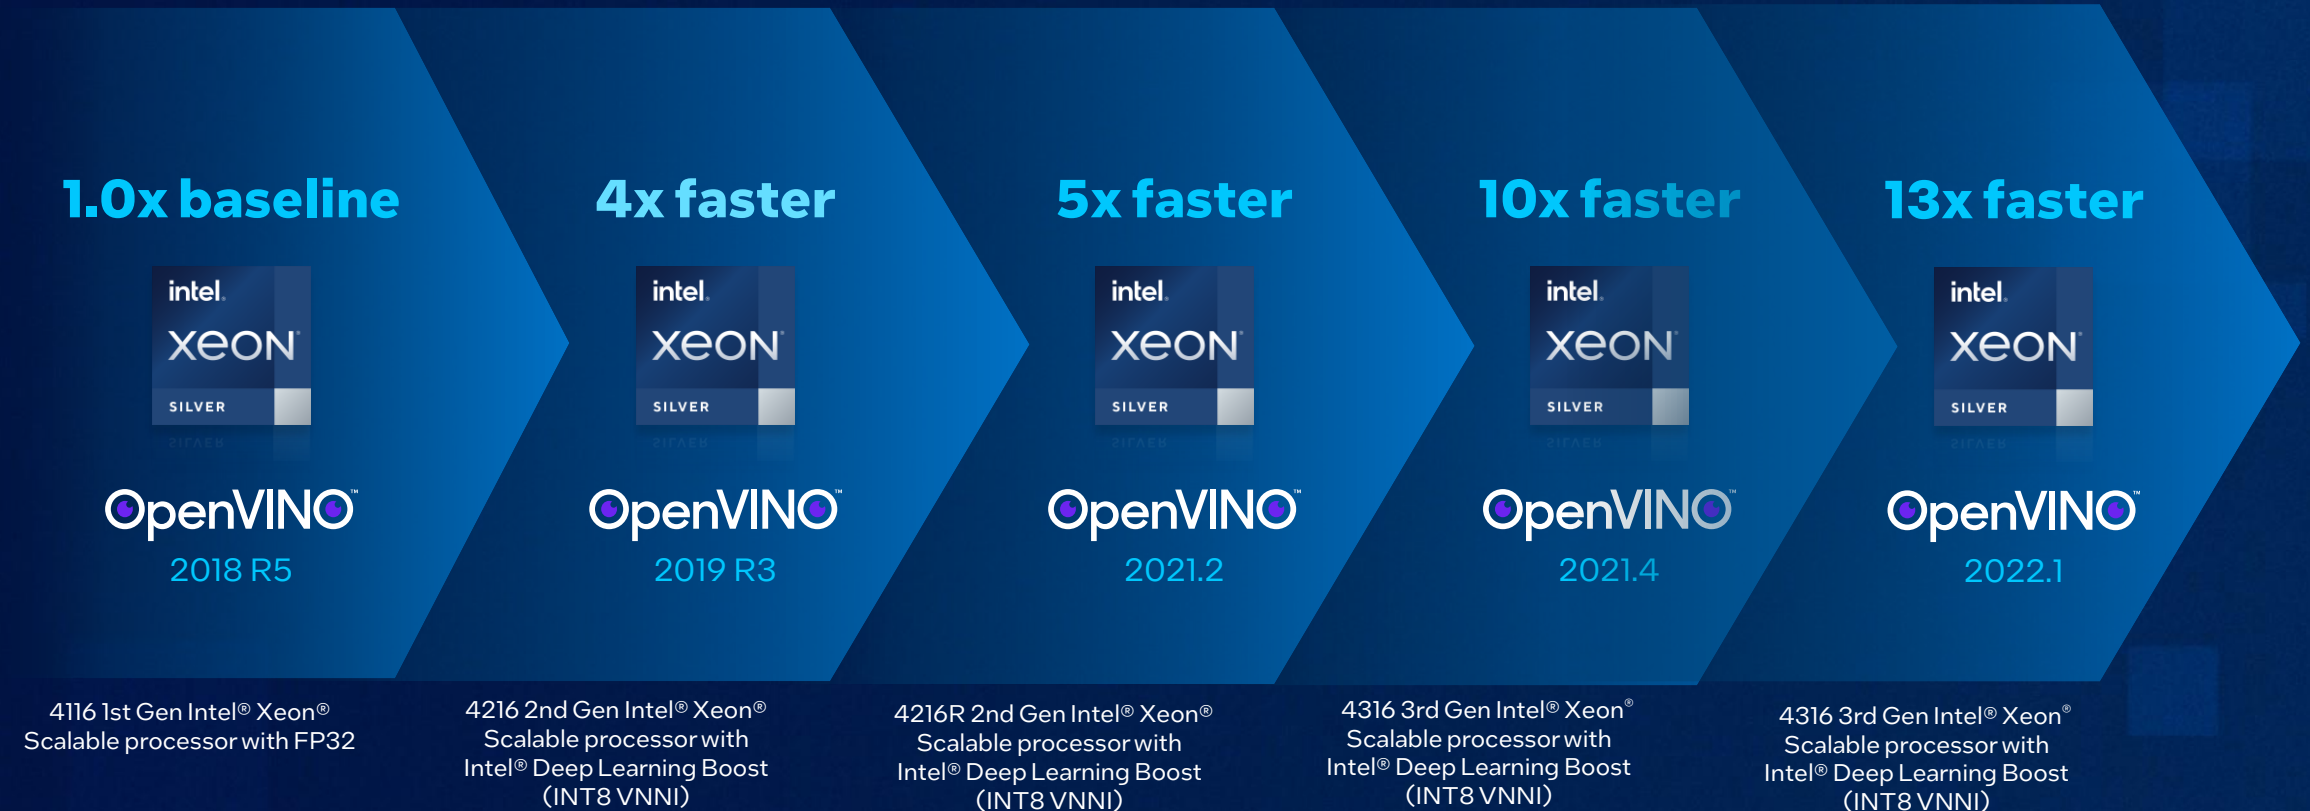 1.0x baseline
intel.
xeon®
SILVER
OpenVINO™
2018 R5
4116 1st Gen Intel® Xeon®
Scalable processor with FP32
4x faster
intel.
xeon®
SILVER
OpenVINO™
2019 R3
4216 2nd Gen Intel® Xeon®
Scalable processor with
Intel® Deep Learning Boost
(INT8 VNNI)
5x faster
intel.
xeon®
SILVER
OpenVINO™
2021.2
4216R 2nd Gen Intel® Xeon®
Scalable processor with
Intel® Deep Learning Boost
(INT8 VNNI)
10x faster
intel.
xeon®
SILVER
OpenVINO™
2021.4
4316 3rd Gen Intel® Xeon®
Scalable processor with
Intel® Deep Learning Boost
(INT8 VNNI)
13x faster
intel.
xeon®
SILVER
OpenVINO™
2022.1
4316 3rd Gen Intel® Xeon®
Scalable processor with
Intel® Deep Learning Boost
(INT8 VNNI)